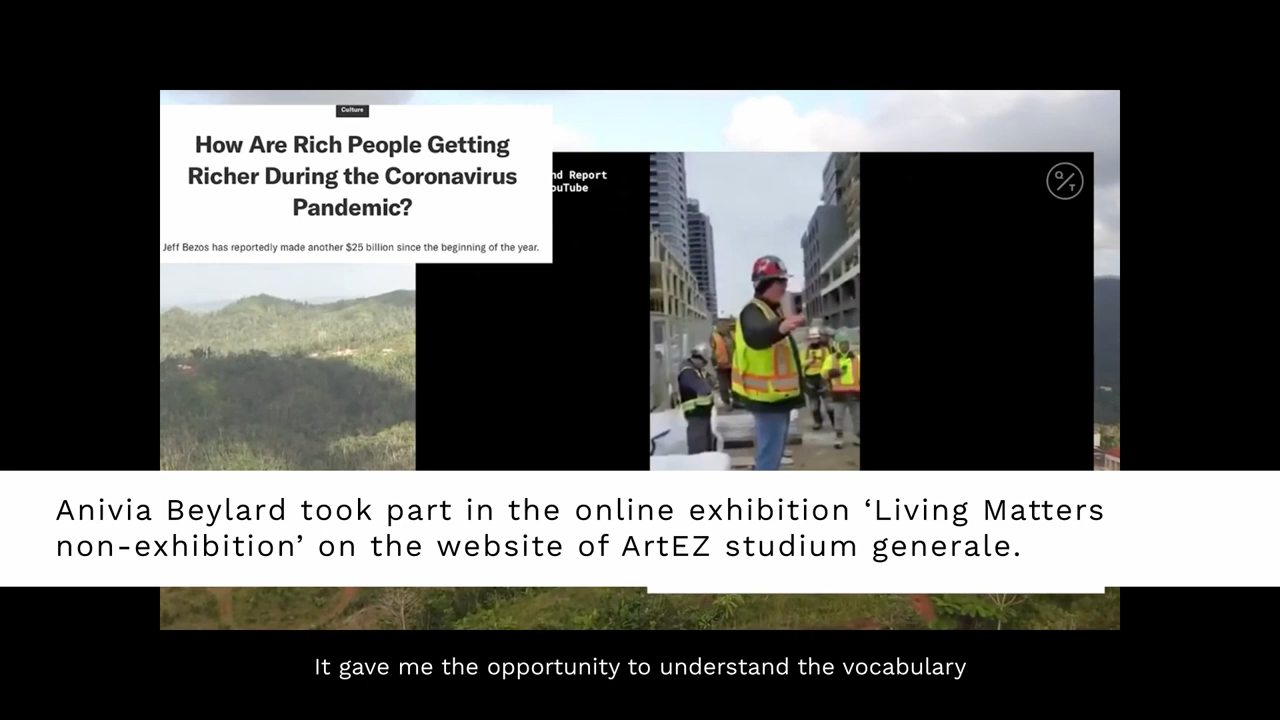 Culture
How Are Rich People Getting
Richer During the Coronavirus
Pandemic?
Jeff Bezos has reportedly made another $25 billion since the beginning of the year.
Report
Anivia Beylard took part in the online exhibition ‘Living Matters
non-exhibition’ on the website of ArtEZ studium generale.
It gave me the opportunity to understand the vocabulary